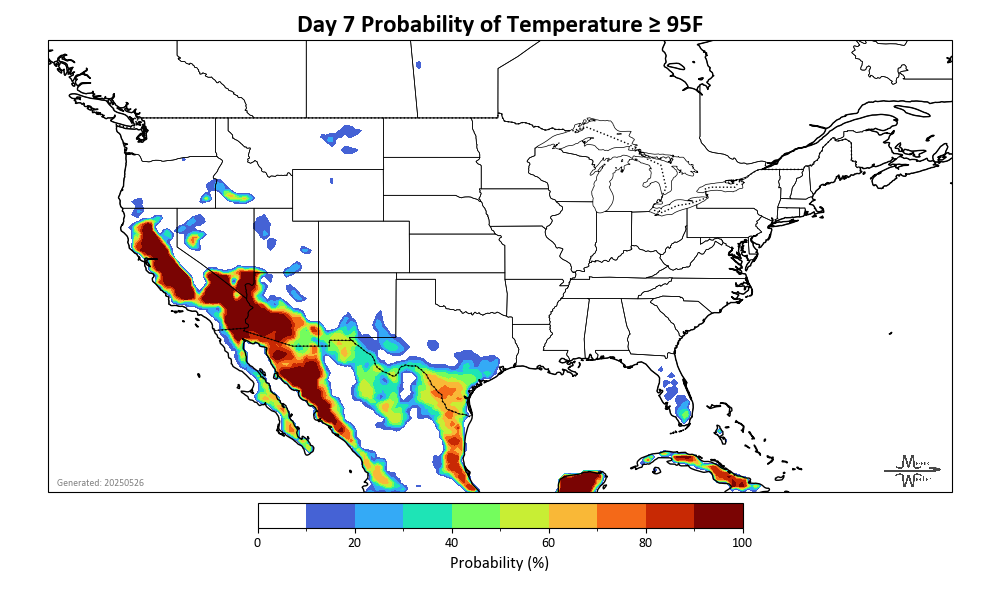 Day 7 Probability of Temperature ≥ 95F
Generated: 20250526
0 20 40 60 80 100
Probability (%)